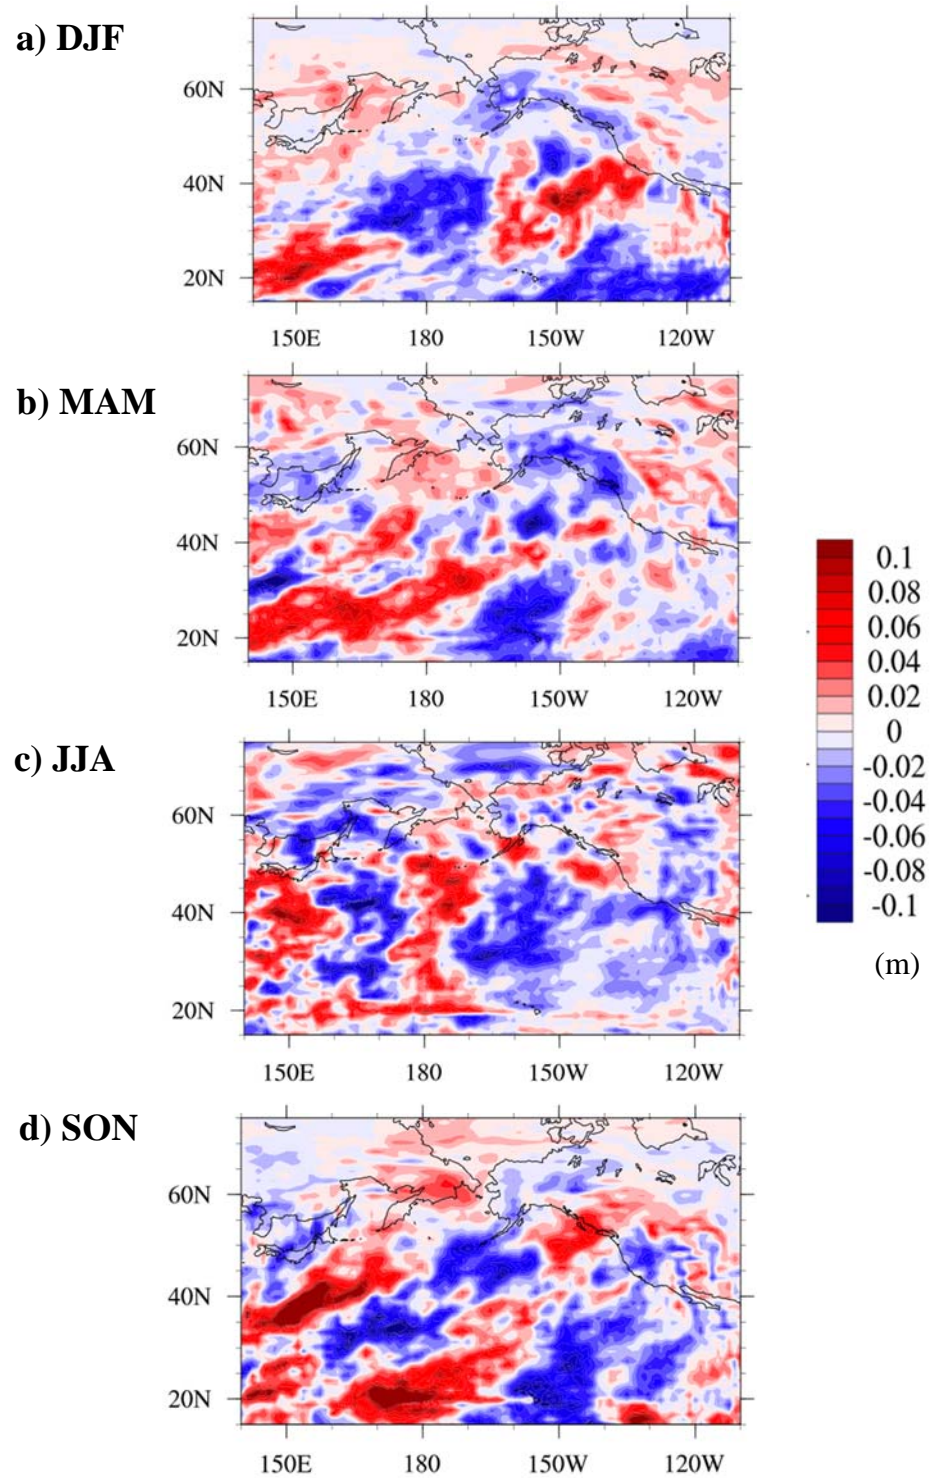 a) DJF
60N
40N
20N
150E 180 150W 120W
b) MAM
60N
40N
20N
150E 180 150W 120W
c) JJA
60N
40N
20N
150E 180 150W 120W
d) SON
60N
40N
20N
150E 180 150W 120W
0.1
0.08
0.06
0.04
0.02
0
-0.02
-0.04
-0.06
-0.08
-0.1
(m)